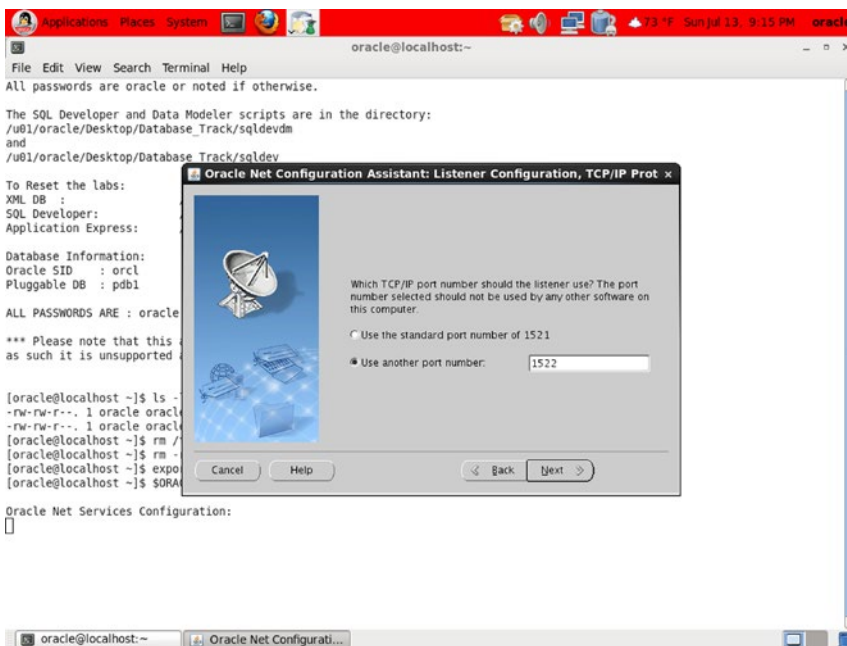 Applications Places System 73 °F Sun Jul 13, 9:15 PM oracle
oracle@localhost:~
File Edit View Search Terminal Help
All passwords are oracle or noted if otherwise.
The SQL Developer and Data Modeler scripts are in the directory:
/u01/oracle/Desktop/Database_Track/sqldevdm
and
/u01/oracle/Desktop/Database_Track/sqldev
To Reset the labs:
XML DB :
SQL Developer:
Application Express:
Database Information:
Oracle SID : orcl
Pluggable DB : pdb1
ALL PASSWORDS ARE : oracle
*** Please note that this
as such it is unsupported
[oracle@localhost ~]$ ls -
-rw-rw-r--. 1 oracle oracl
-rw-rw-r--. 1 oracle oracl
[oracle@localhost ~]$ rm /
[oracle@localhost ~]$ rm -
[oracle@localhost ~]$ expo
[oracle@localhost ~]$ $ORA
Oracle Net Services Configuration:
Oracle Net Configuration Assistant: Listener Configuration, TCP/IP Prot
Which TCP/IP port number should the listener use? The port
number selected should not be used by any other software on
this computer.
Use the standard port number of 1521
Use another port number: 1522
Cancel Help Back Next
oracle@localhost:~ Oracle Net Configurati...